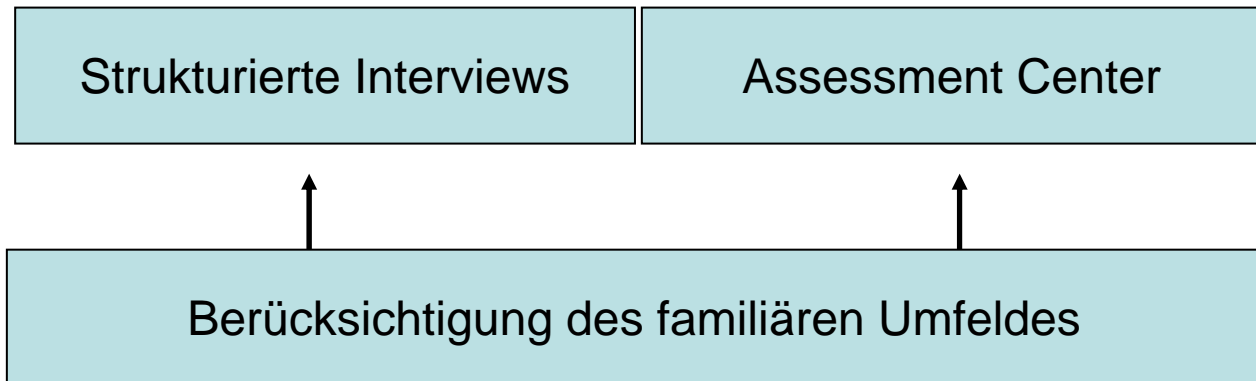 Strukturierte Interviews
Assessment Center
Berücksichtigung des familiären Umfeldes